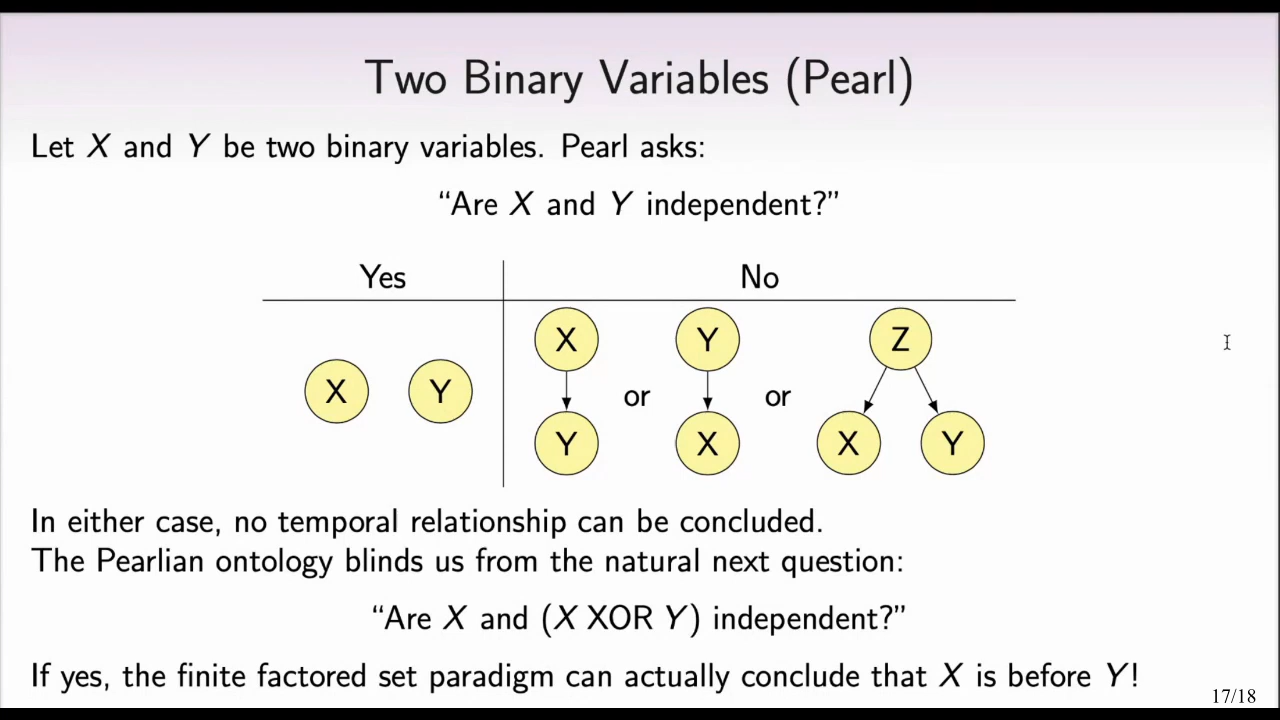 Two Binary Variables (Pearl)
Let X and Y be two binary variables. Pearl asks:
“Are X and Y independent?”
Yes No
X Y Z
X Y or or
Y X X Y
In either case, no temporal relationship can be concluded.
The Pearlian ontology blinds us from the natural next question:
“Are X and (X XOR Y) independent?”
If yes, the finite factored set paradigm can actually conclude that X is before Y!
17/18